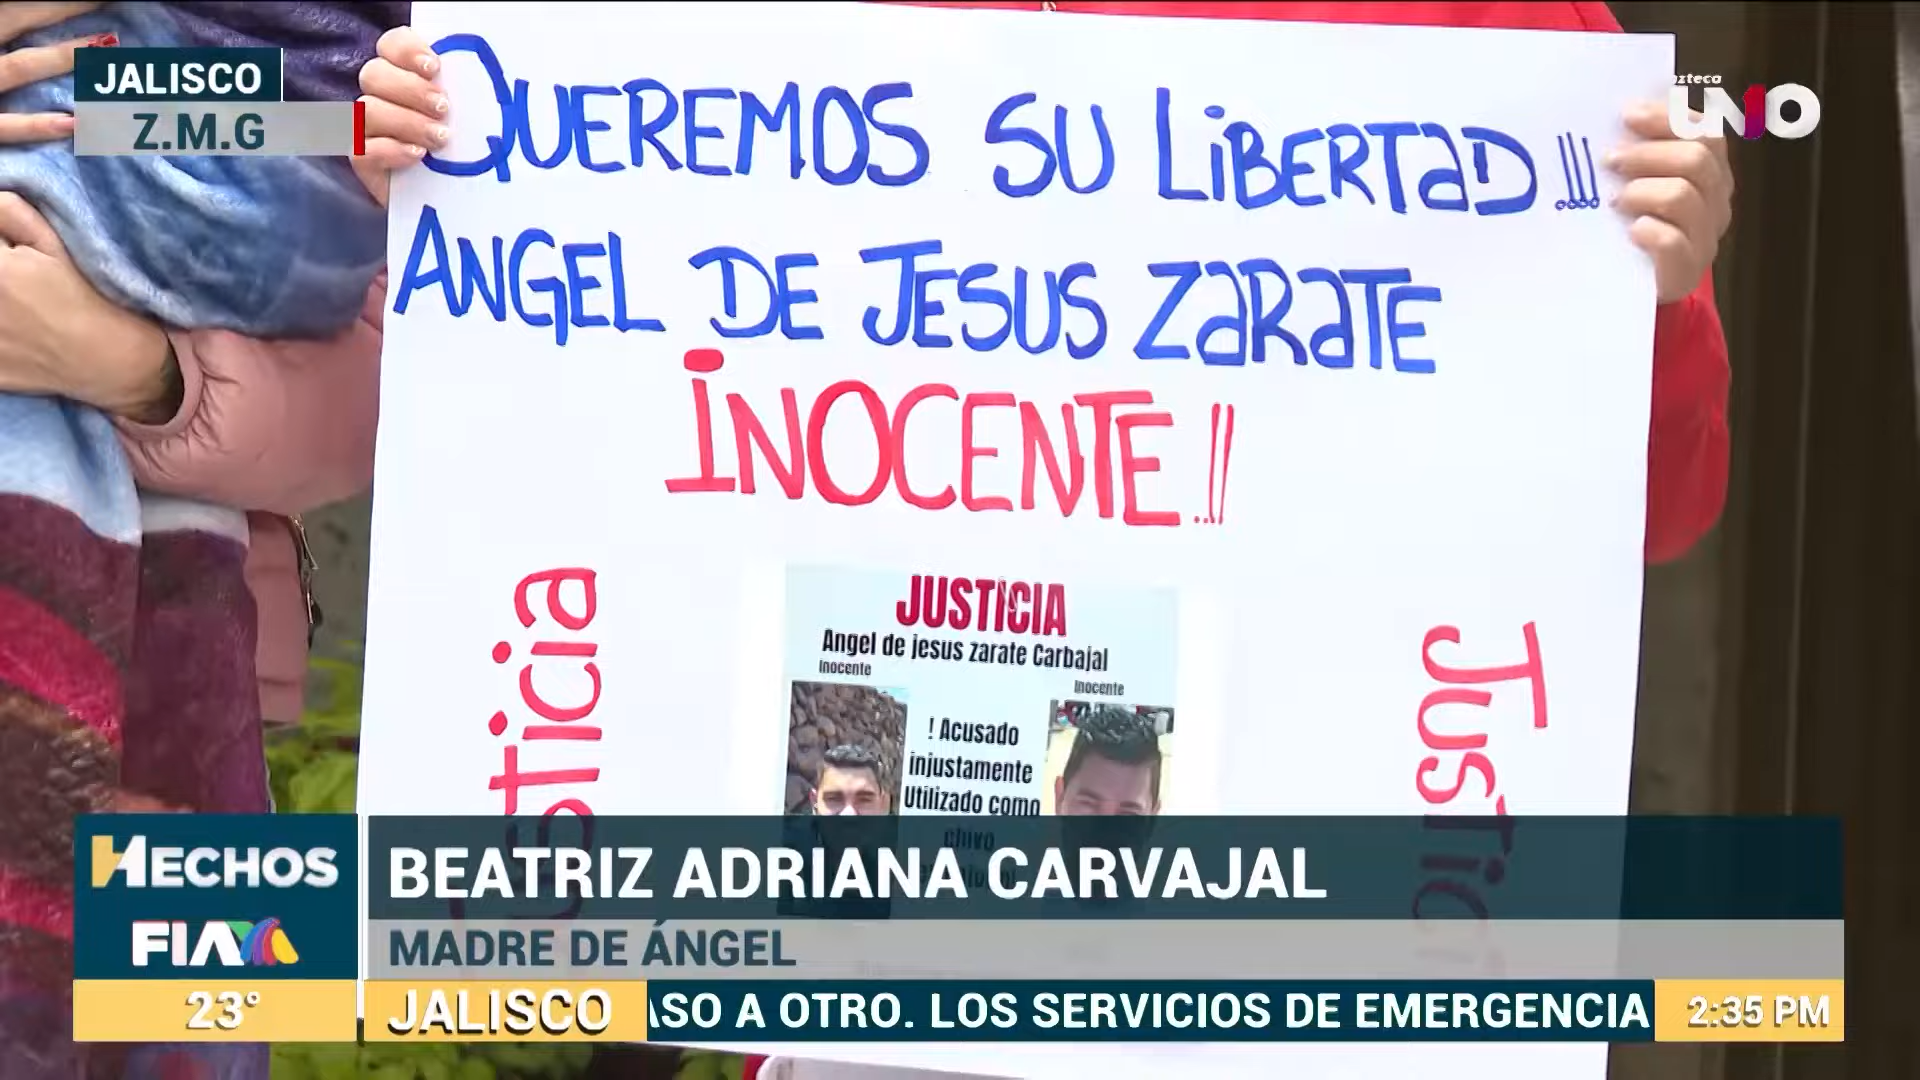 JALISCO
Z.M.G
azteca
UNO
QUEREMOS SU LIBERTAD !!!
ANGEL DE JESUS ZARATE
INOCENTE !!
JUSTICIA
Angel de jesus zarate Carbajal
Inocente
Inocente
! Acusado
injustamente
Utilizado como
chivo
Justicia
HECHOS
FIA
BEATRIZ ADRIANA CARVAJAL
MADRE DE ÁNGEL
23°
JALISCO
ASO A OTRO. LOS SERVICIOS DE EMERGENCIA
2:35 PM